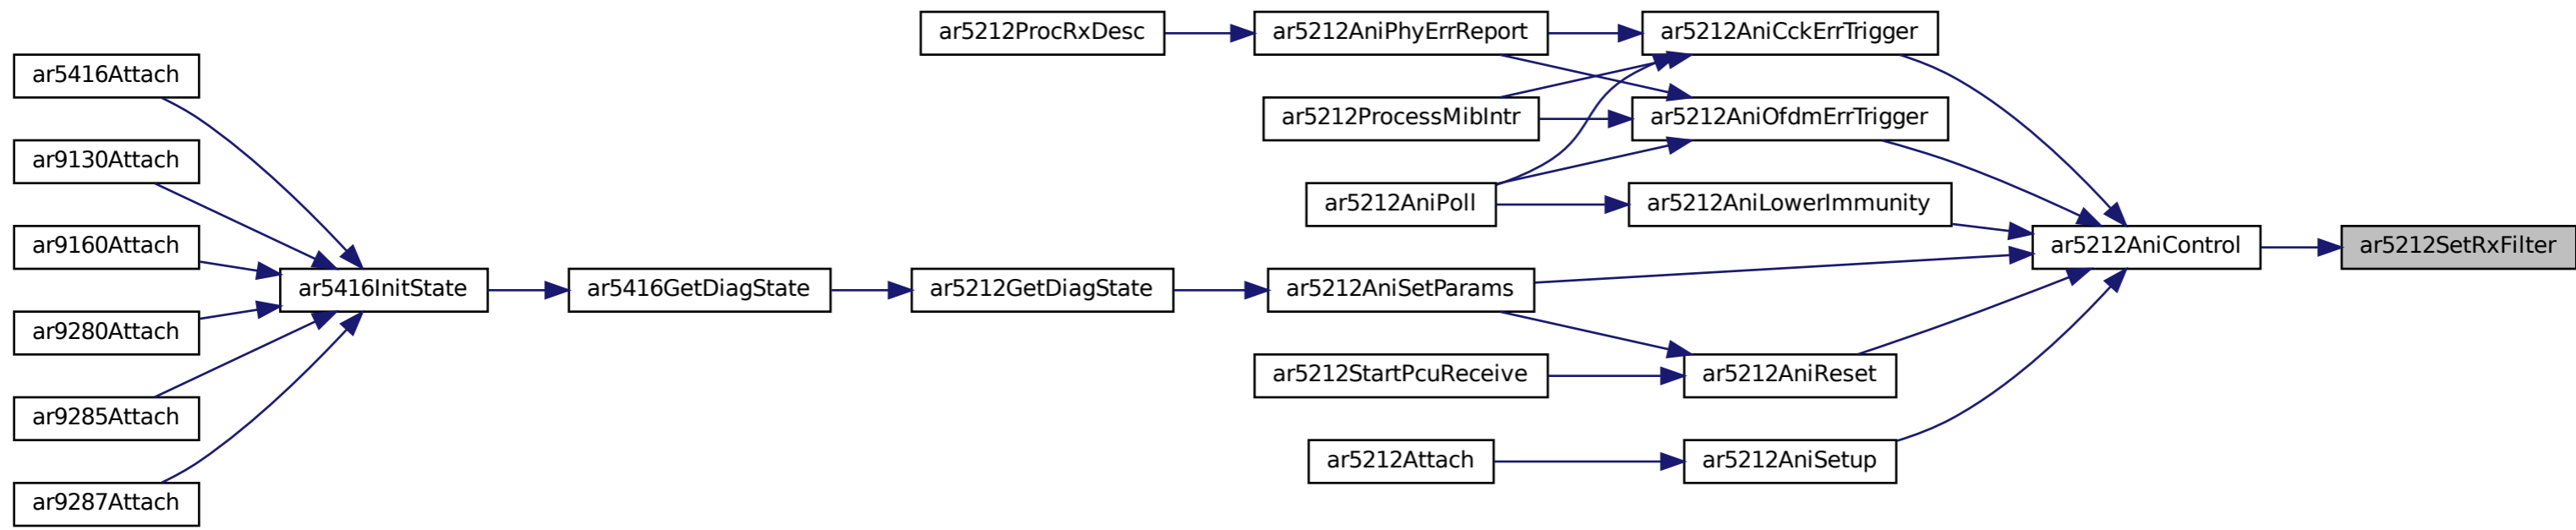 ar5416Attach
ar9130Attach
ar9160Attach
ar9280Attach
ar9285Attach
ar9287Attach
ar5416InitState
ar5416GetDiagState
ar5212ProcRxDesc
ar5212GetDiagState
ar5212AniPhyErrReport
ar5212ProcessMibIntr
ar5212AniPoll
ar5212AniSetParams
ar5212StartPcuReceive
ar5212Attach
ar5212AniCckErrTrigger
ar5212AniOfdmErrTrigger
ar5212AniLowerImmunity
ar5212AniReset
ar5212AniSetup
ar5212AniControl
ar5212SetRxFilter